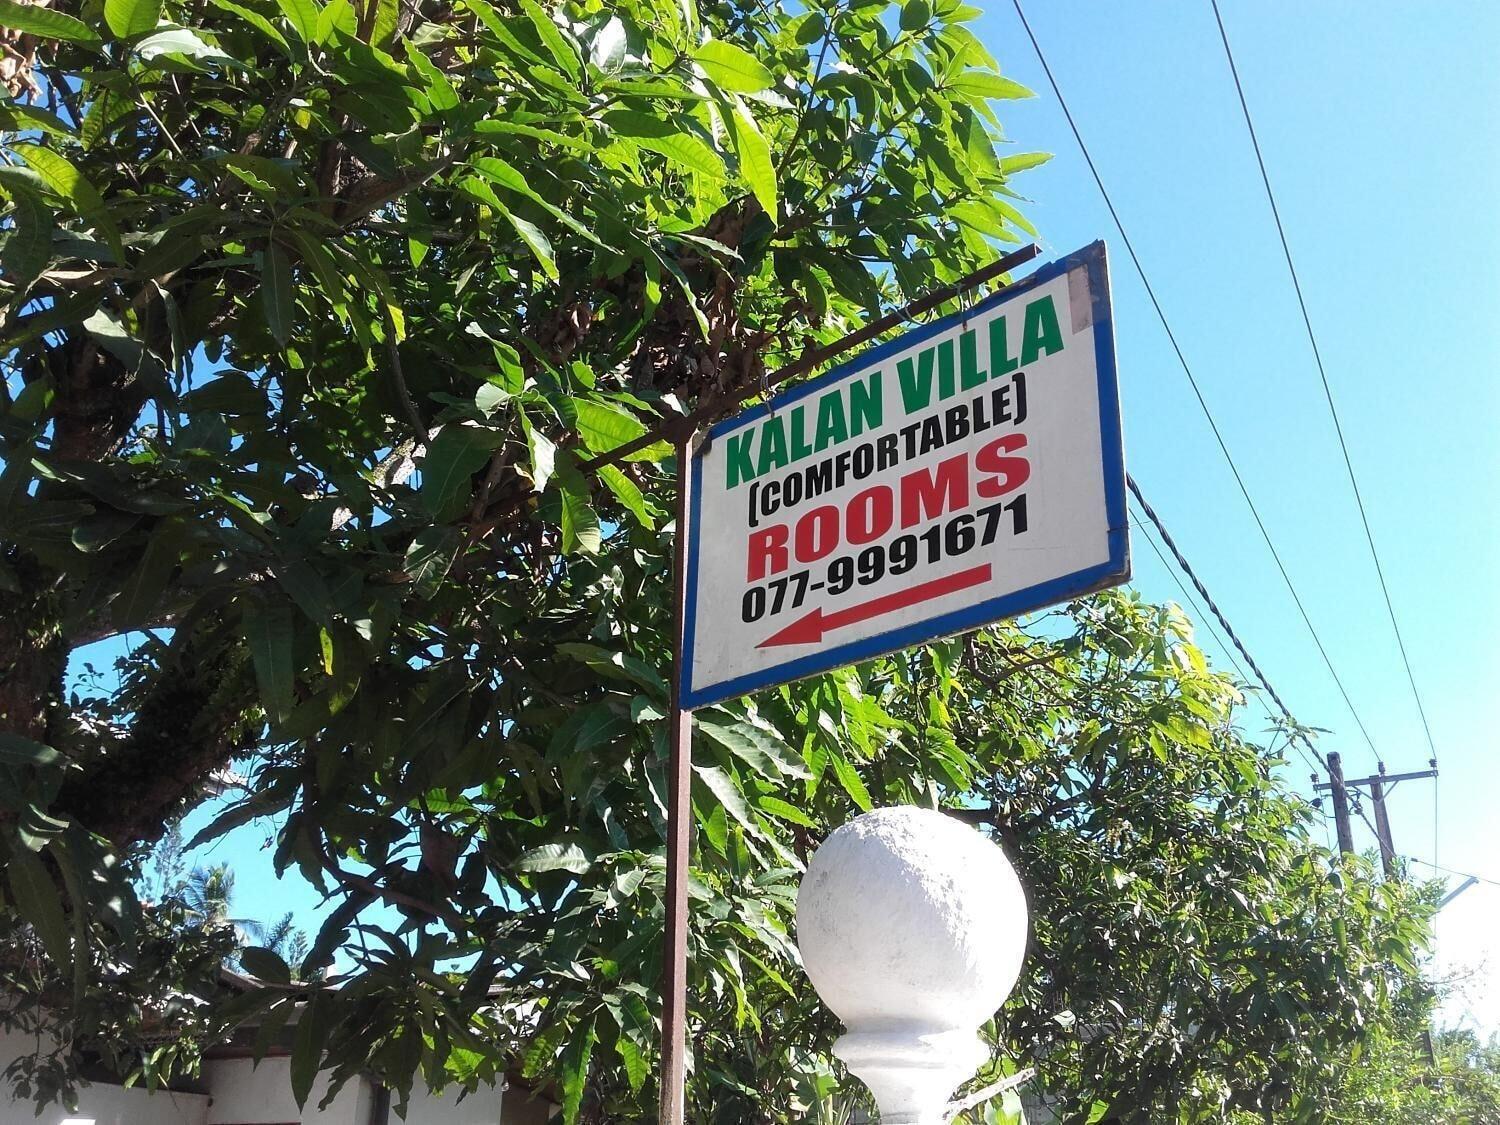 KALAN VILLA
(COMFORTABLE)
ROOMS
077-9991671